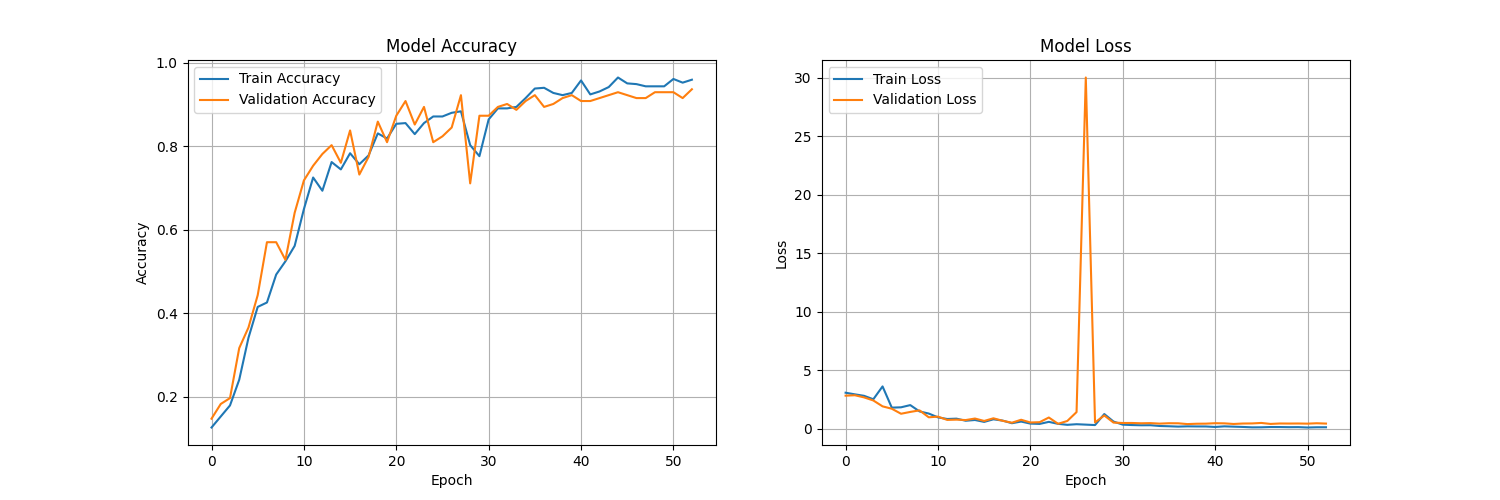 Model Accuracy
Train Accuracy
Validation Accuracy
1.0
0.8
0.6
0.4
0.2
Accuracy
0 10 20 30 40 50
Epoch
Model Loss
Train Loss
Validation Loss
30
25
20
15
10
5
0
Loss
0 10 20 30 40 50
Epoch